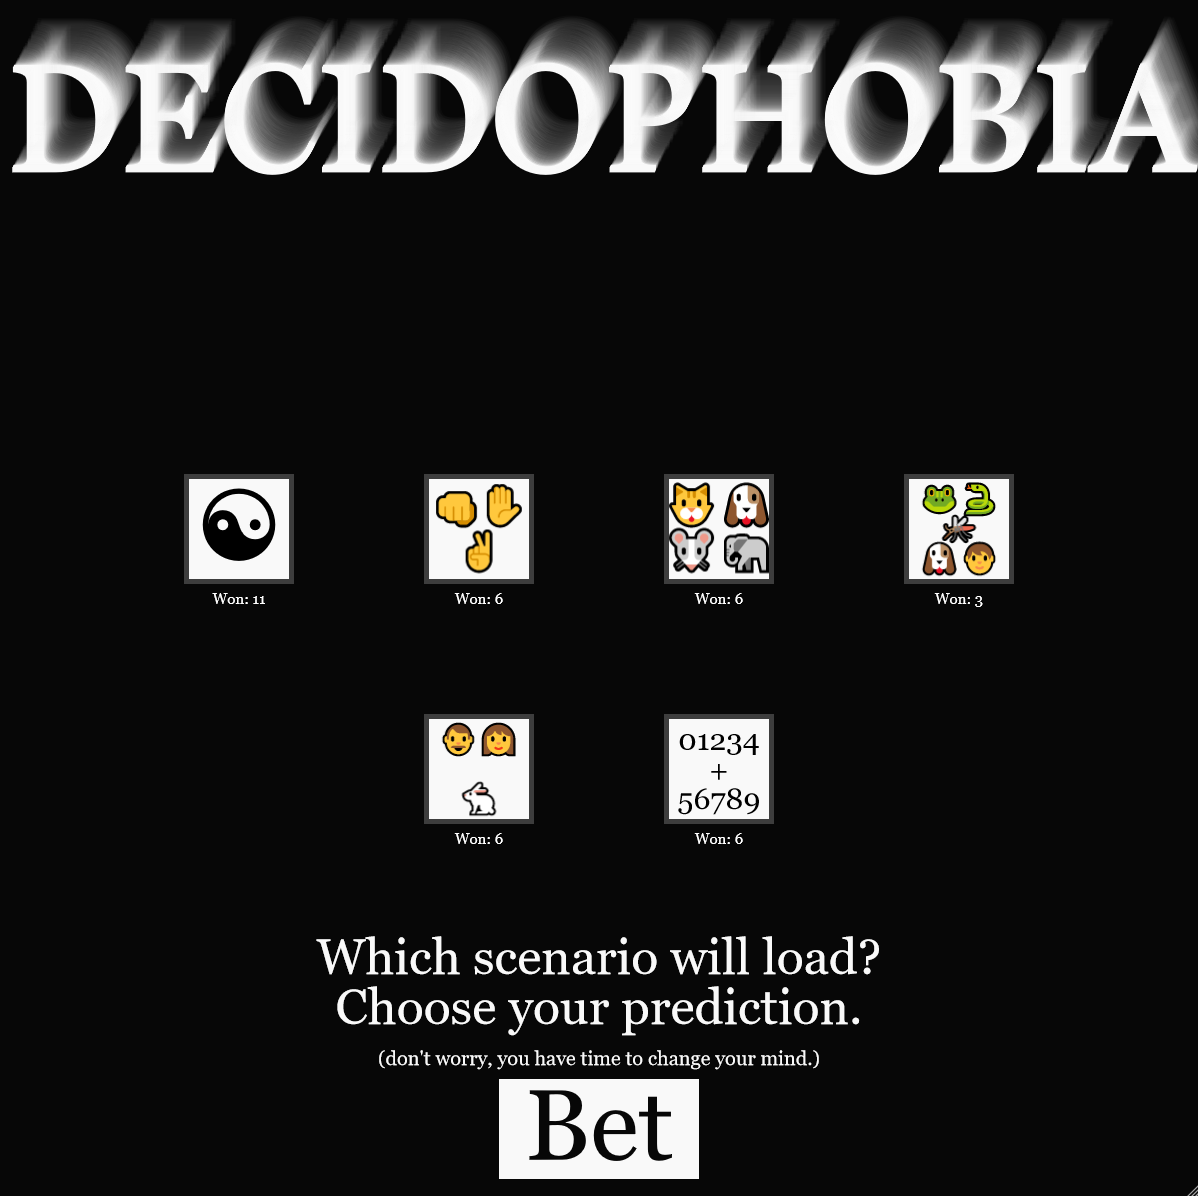 DECIDOPHOBIA
Won: 11
Won: 6
Won: 6
Won: 3
01234
+
56789
Won: 6
Won: 6
Which scenario will load?
Choose your prediction.
(don't worry, you have time to change your mind.)
Bet